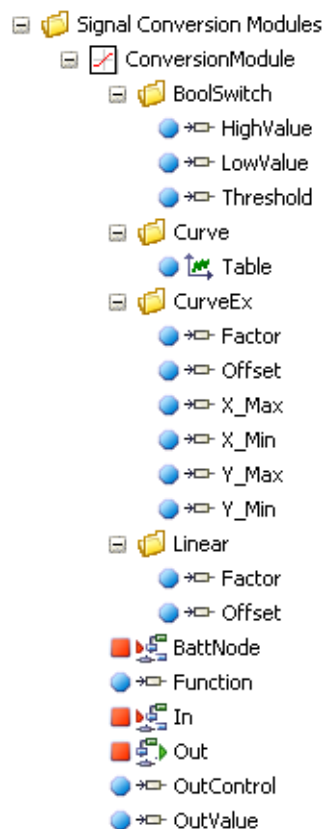 Signal Conversion Modules
ConversionModule
BoolSwitch
HighValue
LowValue
Threshold
Curve
Table
CurveEx
Factor
Offset
X_Max
X_Min
Y_Max
Y_Min
Linear
Factor
Offset
BattNode
Function
In
Out
OutControl
OutValue